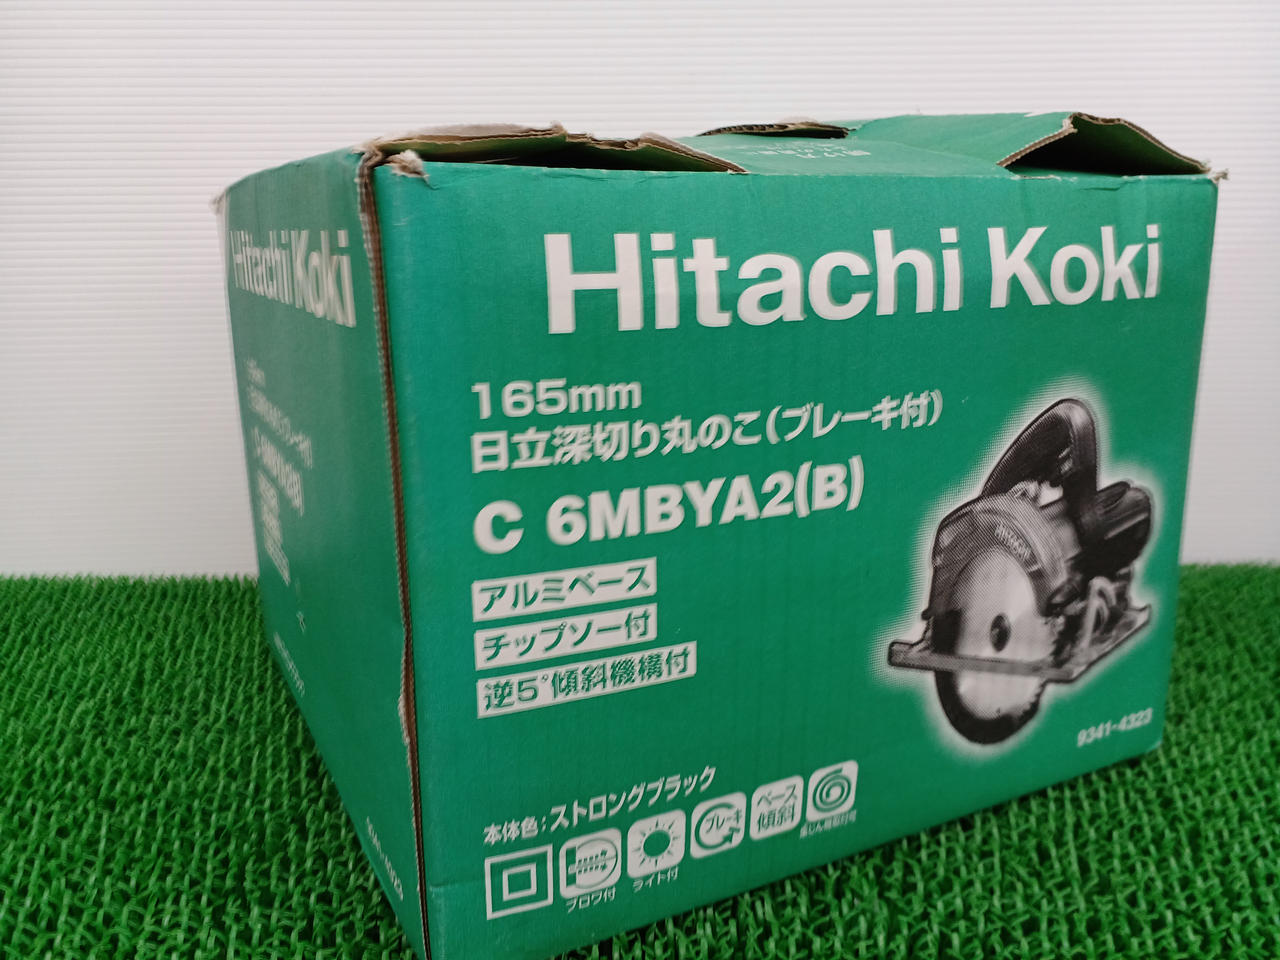 Hitachi Koki
165mm
日立深切り丸のこ(ブレーキ付)
C 6MBYA2(B)
アルミベース
チップソー付
逆5°傾斜機構付
HITACHI
9341-4323
本体色:ストロングブラック
ブロワ付
ライト付
ブレーキ
ベース
傾斜
Hitachi Koki
C 6MBYA2(B)